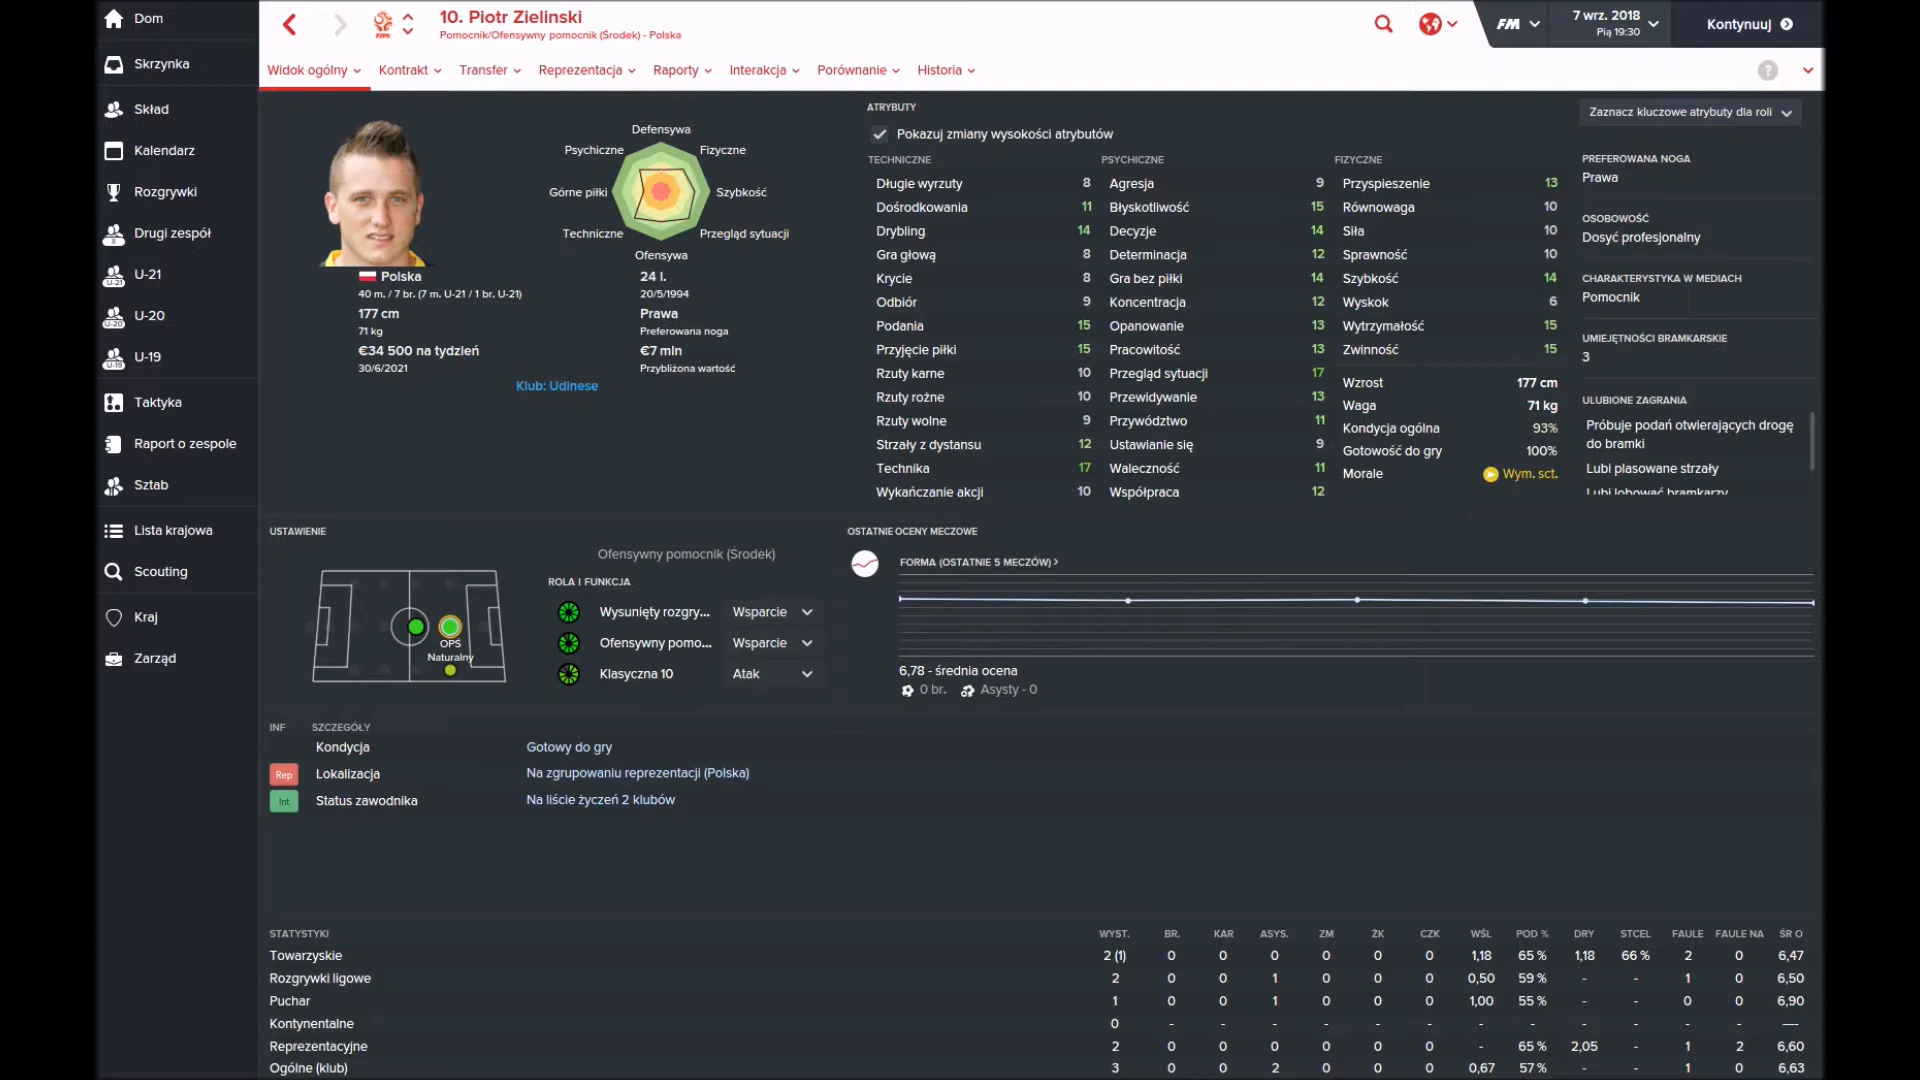 Dom
Skrzynka
Skład
Kalendarz
Rozgrywki
Drugi zespół
U-21
U-20
U-19
Taktyka
Raport o zespole
Sztab
Lista krajowa
Scouting
Kraj
Zarząd
10. Piotr Zielinski
Pomocnik/Ofensywny pomocnik (Środek) - Polska
FM
7 wrz. 2018
Pią 19:30
Kontynuuj
Widok ogólny Kontrakt Transfer Reprezentacja Raporty Interakcja Porównanie Historia
?
Defensywa
Psychiczne Fizyczne
Górne piłki Szybkość
Techniczne Przegląd sytuacji
Ofensywa
Polska
40 m. / 7 br. (7 m. U-21 / 1 br. U-21)
177 cm
71 kg
€34 500 na tydzień
30/6/2021
24 l.
20/5/1994
Prawa
Preferowana noga
€7 mln
Przybliżona wartość
Klub: Udinese
ATRYBUTY
Pokazuj zmiany wysokości atrybutów
Zaznacz kluczowe atrybuty dla roli
TECHNICZNE
Długie wyrzuty 8
Dośrodkowania 11
Drybling 14
Gra głową 8
Krycie 8
Odbiór 9
Podania 15
Przyjęcie piłki 15
Rzuty karne 10
Rzuty rożne 10
Rzuty wolne 9
Strzały z dystansu 12
Technika 17
Wykańczanie akcji 10
PSYCHICZNE
Agresja 9
Błyskotliwość 15
Decyzje 14
Determinacja 12
Gra bez piłki 14
Koncentracja 12
Opanowanie 13
Pracowitość 13
Przegląd sytuacji 17
Przewidywanie 13
Przywództwo 11
Ustawianie się 9
Waleczność 11
Współpraca 12
FIZYCZNE
Przyspieszenie 13
Równowaga 10
Siła 10
Sprawność 10
Szybkość 14
Wyskok 6
Wytrzymałość 15
Zwinność 15
Wzrost 177 cm
Waga 71 kg
Kondycja ogólna 93%
Gotowość do gry 100%
Morale Wym. sct.
PREFEROWANA NOGA
Prawa
OSOBOWOŚĆ
Dosyć profesjonalny
CHARAKTERYSTYKA W MEDIACH
Pomocnik
UMIEJĘTNOŚCI BRAMKARSKIE
3
ULUBIONE ZAGRANIA
Próbuje podań otwierających drogę
do bramki
Lubi plasowane strzały
Lubi lobować bramkarzy
USTAWIENIE
OPŚ
Naturalny
Ofensywny pomocnik (Środek)
ROLA I FUNKCJA
Wysunięty rozgry... Wsparcie
Ofensywny pomo... Wsparcie
Klasyczna 10 Atak
OSTATNIE OCENY MECZOWE
FORMA (OSTATNIE 5 MECZÓW) >
6,78 - średnia ocena
0 br. Asysty - 0
INF SZCZEGÓŁY
Kondycja Gotowy do gry
Rep Lokalizacja Na zgrupowaniu reprezentacji (Polska)
Int Status zawodnika Na liście życzeń 2 klubów
STATYSTYKI WYST. BR. KAR ASYS. ZM ŻK CZK WŚL POD % DRY STCEL FAULE FAULE NA ŚR O
Towarzyskie 2 (1) 0 0 0 0 0 0 1,18 65 % 1,18 66 % 2 0 6,47
Rozgrywki ligowe 2 0 0 1 0 0 0 0,50 59 % - - 1 0 6,50
Puchar 1 0 0 1 0 0 0 1,00 55 % - - 0 0 6,90
Kontynentalne 0 - - - - - - - - - - - - ----
Reprezentacyjne 2 0 0 0 0 0 0 - 65 % 2,05 - 1 2 6,60
Ogólne (klub) 3 0 0 2 0 0 0 0,67 57 % - - 1 0 6,63